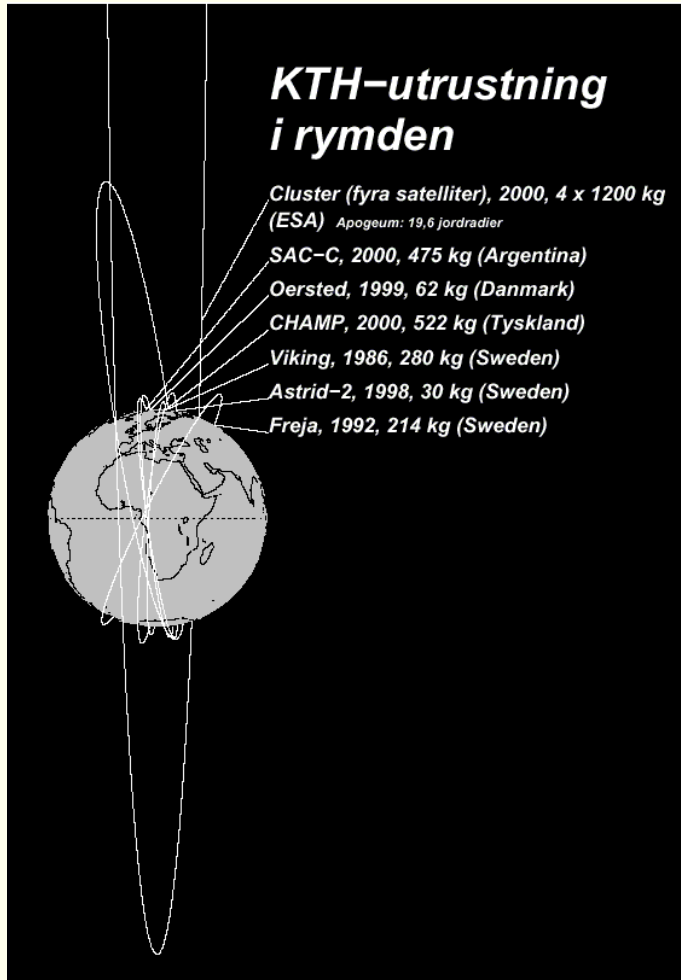 KTH−utrustning
i rymden
Cluster (fyra satelliter), 2000, 4 x 1200 kg
(ESA) Apogeum: 19,6 jordradier
SAC−C, 2000, 475 kg (Argentina)
Oersted, 1999, 62 kg (Danmark)
CHAMP, 2000, 522 kg (Tyskland)
Viking, 1986, 280 kg (Sweden)
Astrid−2, 1998, 30 kg (Sweden)
Freja, 1992, 214 kg (Sweden)